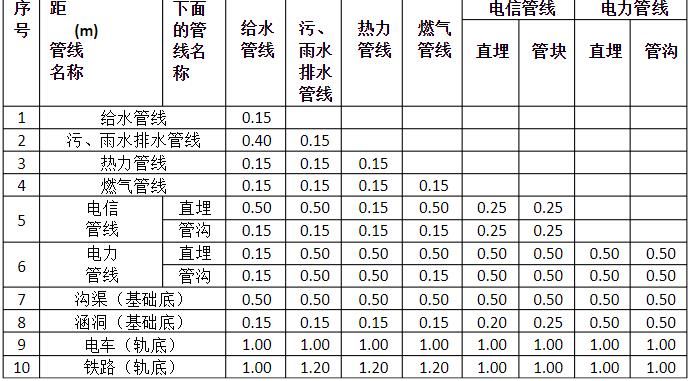 序号 距(m)管线名称 下面的管线名称 给水管线 污、雨水排水管线 热力管线 燃气管线 电信管线 电力管线
直埋 管块 直埋 管沟
1 给水管线 0.15
2 污、雨水排水管线 0.40 0.15
3 热力管线 0.15 0.15 0.15
4 燃气管线 0.15 0.15 0.15 0.15
5 电信管线 直埋 0.50 0.50 0.15 0.50 0.25 0.25
管沟 0.15 0.15 0.15 0.15 0.25 0.25
6 电力管线 直埋 0.15 0.50 0.50 0.50 0.50 0.50 0.50 0.50
管沟 0.15 0.50 0.50 0.15 0.50 0.50 0.50 0.50
7 沟渠（基础底） 0.50 0.50 0.50 0.50 0.50 0.50 0.50 0.50
8 涵洞（基础底） 0.15 0.15 0.15 0.15 0.20 0.25 0.50 0.50
9 电车（轨底） 1.00 1.00 1.00 1.00 1.00 1.00 1.00 1.00
10 铁路（轨底） 1.00 1.20 1.20 1.20 1.00 1.00 1.00 1.00